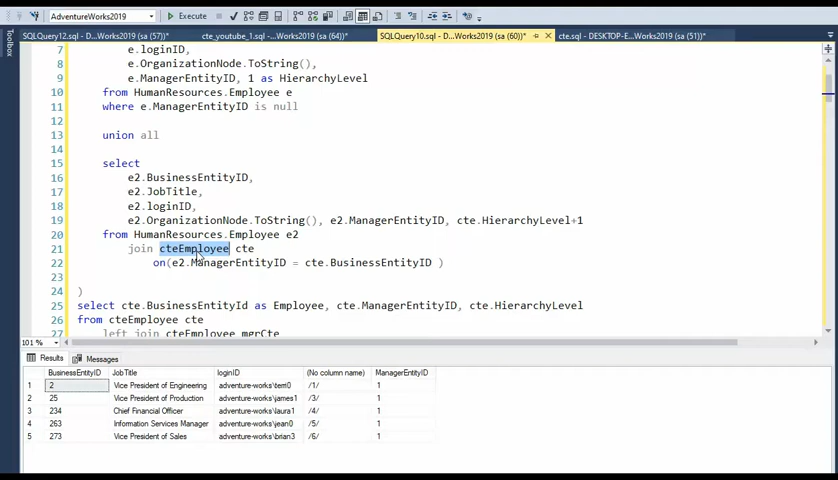 AdventureWorks2019 Execute
SQLQuery12.sql - D...Works2019 (sa (57))* cte_youtube_1.sql-...Works2019 (sa (64))* SQLQuery10.sql - D...Works2019 (sa (60))* cte.sql - DESKTOP-E...Works2019 (sa (51))*
Toolbox
7 e.loginID,
8 e.OrganizationNode.ToString(),
9 e.ManagerEntityID, 1 as HierarchyLevel
10 from HumanResources.Employee e
11 where e.ManagerEntityID is null
12
13 union all
14
15 select
16 e2.BusinessEntityID,
17 e2.JobTitle,
18 e2.loginID,
19 e2.OrganizationNode.ToString(), e2.ManagerEntityID, cte.HierarchyLevel+1
20 from HumanResources.Employee e2
21 join cteEmployee cte
22 on(e2.ManagerEntityID = cte.BusinessEntityID )
23
24 )
25 select cte.BusinessEntityId as Employee, cte.ManagerEntityID, cte.HierarchyLevel
26 from cteEmployee cte
27 left join cteEmployee mgrCte
101 %
Results Messages
BusinessEntityID JobTitle loginID (No column name) ManagerEntityID
1 2 Vice President of Engineering adventure-works\terri0 /1/ 1
2 25 Vice President of Production adventure-works\james1 /3/ 1
3 234 Chief Financial Officer adventure-works\laura1 /4/ 1
4 263 Information Services Manager adventure-works\jean0 /5/ 1
5 273 Vice President of Sales adventure-works\brian3 /6/ 1